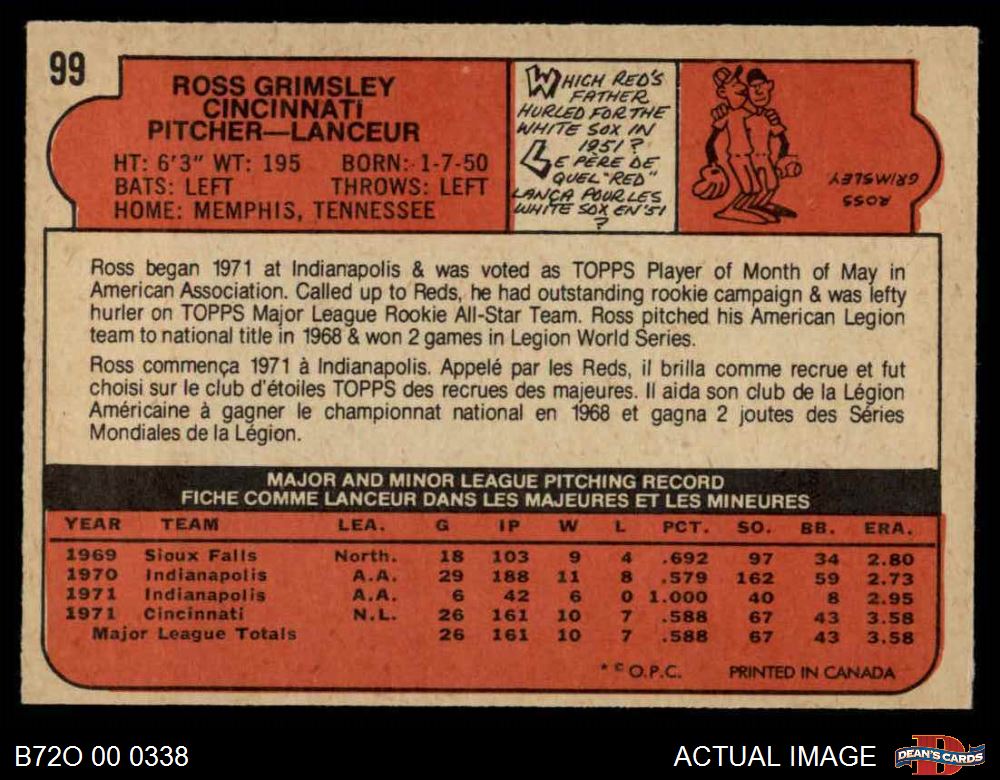 99
ROSS GRIMSLEY
CINCINNATI
PITCHER—LANCEUR
HT: 6'3" WT: 195 BORN: 1-7-50
BATS: LEFT THROWS: LEFT
HOME: MEMPHIS, TENNESSEE
WHICH RED'S
FATHER
HURLED FOR THE
WHITE SOX IN
1951?
LE PÈRE DE
QUEL "RED"
LANÇA POUR LES
WHITE SOX EN '51
?
ROSS
GRIMSLEY
Ross began 1971 at Indianapolis & was voted as TOPPS Player of Month of May in
American Association. Called up to Reds, he had outstanding rookie campaign & was lefty
hurler on TOPPS Major League Rookie All-Star Team. Ross pitched his American Legion
team to national title in 1968 & won 2 games in Legion World Series.
Ross commença 1971 à Indianapolis. Appelé par les Reds, il brilla comme recrue et fut
choisi sur le club d'étoiles TOPPS des recrues des majeures. Il aida son club de la Légion
Américaine à gagner le championnat national en 1968 et gagna 2 joutes des Séries
Mondiales de la Légion.
MAJOR AND MINOR LEAGUE PITCHING RECORD
FICHE COMME LANCEUR DANS LES MAJEURES ET LES MINEURES
YEAR TEAM LEA. G IP W L PCT. SO. BB. ERA.
1969 Sioux Falls North. 18 103 9 4 .692 97 34 2.80
1970 Indianapolis A.A. 29 188 11 8 .579 162 59 2.73
1971 Indianapolis A.A. 6 42 6 0 1.000 40 8 2.95
1971 Cincinnati N.L. 26 161 10 7 .588 67 43 3.58
Major League Totals 26 161 10 7 .588 67 43 3.58
* © O.P.C. PRINTED IN CANADA
B72O 00 0338 ACTUAL IMAGE DEAN'S CARDS